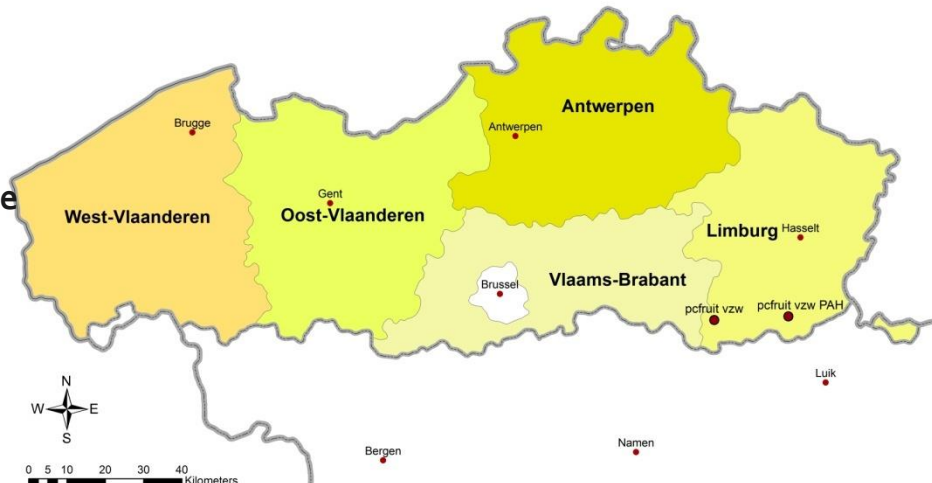 Antwerpen
Brugge
Antwerpen
e
Gent
West-Vlaanderen
Oost-Vlaanderen
Limburg
Hasselt
Brussel
Vlaams-Brabant
pcfruit vzw
pcfruit vzw PAH
Luik
N
W
E
S
Bergen
Namen
0 5 10 20 30 40
Kilometers